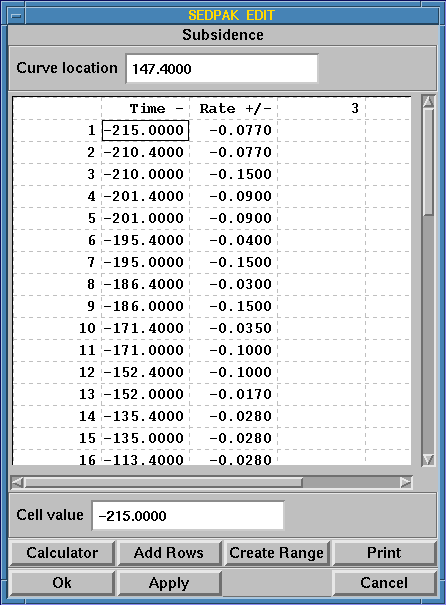 SEDPAK EDIT
Subsidence
Curve location 147.4000
Time - Rate +/- 3
1 -215.0000 -0.0770
2 -210.4000 -0.0770
3 -210.0000 -0.1500
4 -201.4000 -0.0900
5 -201.0000 -0.0900
6 -195.4000 -0.0400
7 -195.0000 -0.1500
8 -186.4000 -0.0300
9 -186.0000 -0.1500
10 -171.4000 -0.0350
11 -171.0000 -0.1000
12 -152.4000 -0.1000
13 -152.0000 -0.0170
14 -135.4000 -0.0280
15 -135.0000 -0.0280
16 -113.4000 -0.0280
Cell value -215.0000
Calculator Add Rows Create Range Print
Ok Apply Cancel